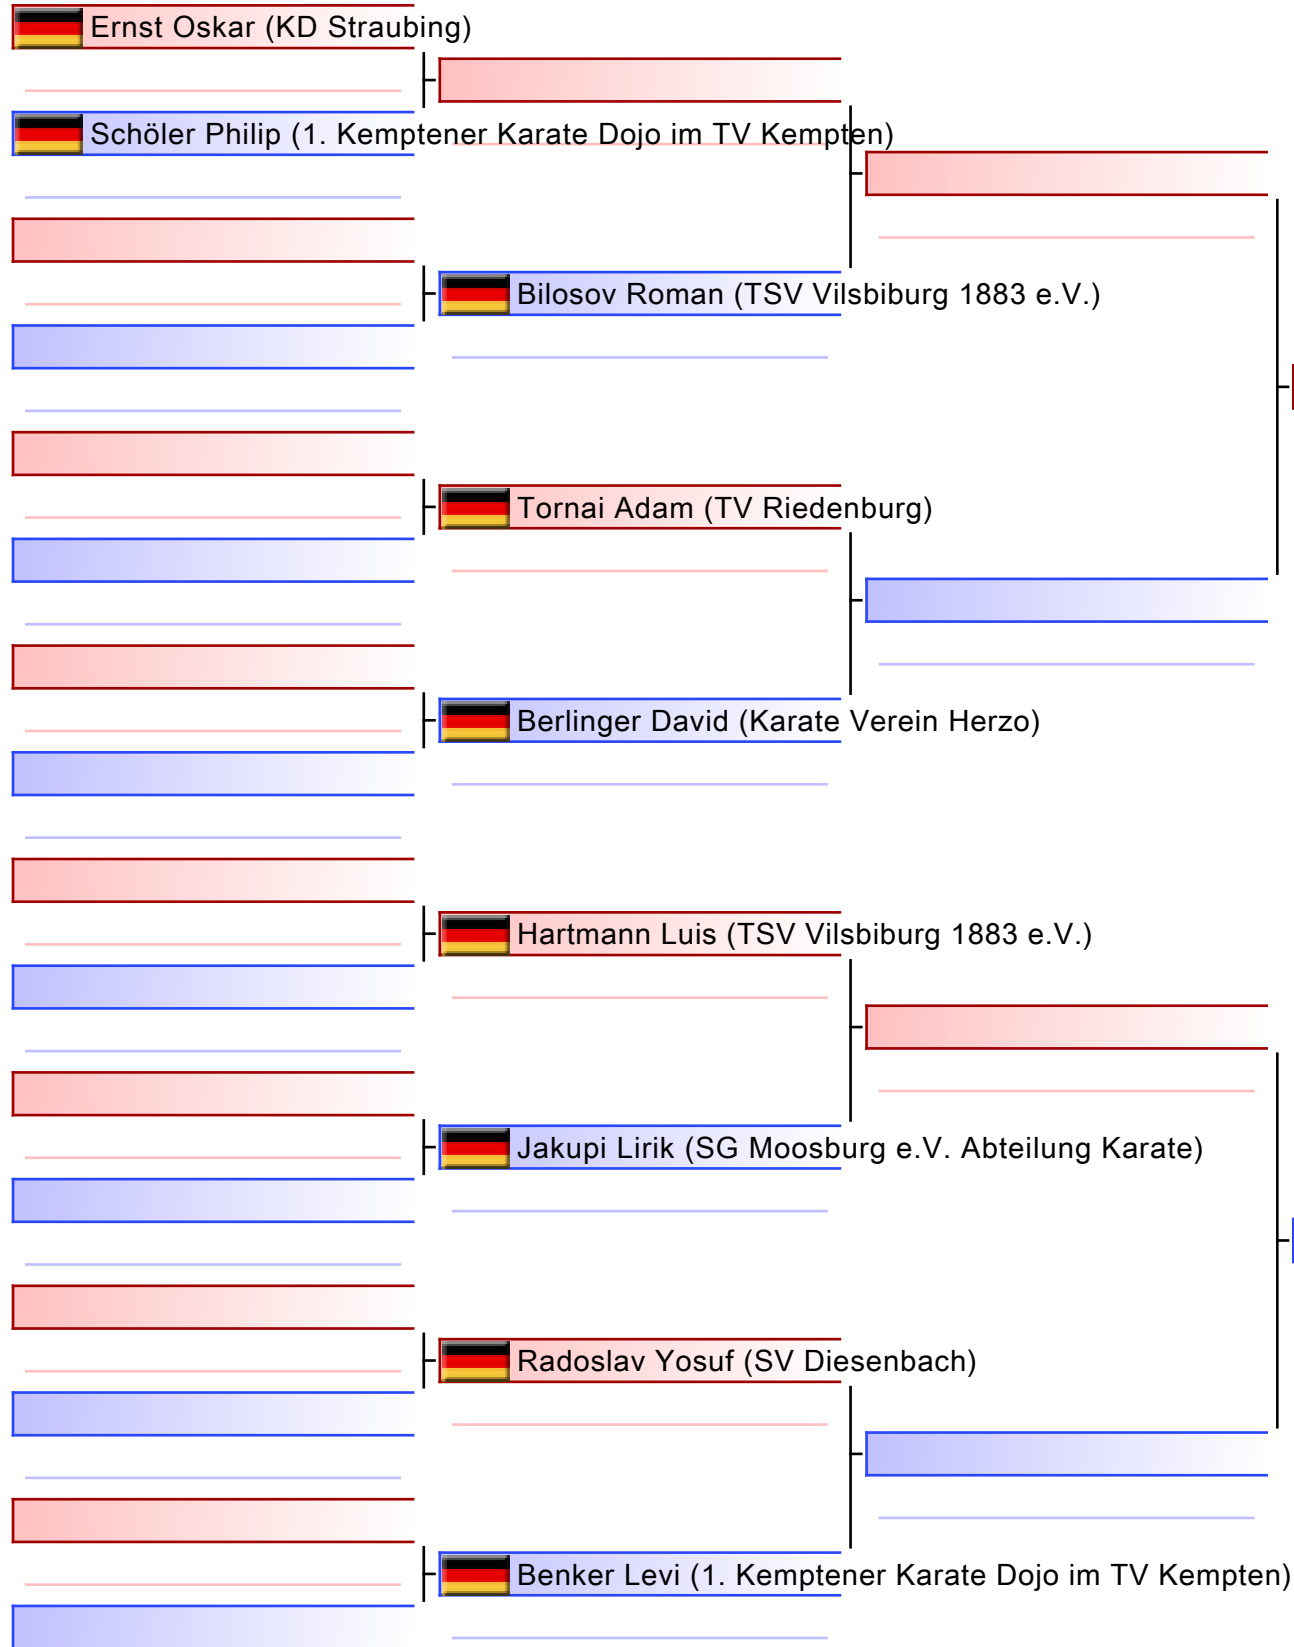 Ernst Oskar (KD Straubing)
Schöler Philip (1. Kemptener Karate Dojo im TV Kempten)
Bilosov Roman (TSV Vilsbiburg 1883 e.V.)
Tornai Adam (TV Riedenburg)
Berlinger David (Karate Verein Herzo)
Hartmann Luis (TSV Vilsbiburg 1883 e.V.)
Jakupi Lirik (SG Moosburg e.V. Abteilung Karate)
Radoslav Yosuf (SV Diesenbach)
Benker Levi (1. Kemptener Karate Dojo im TV Kempten)